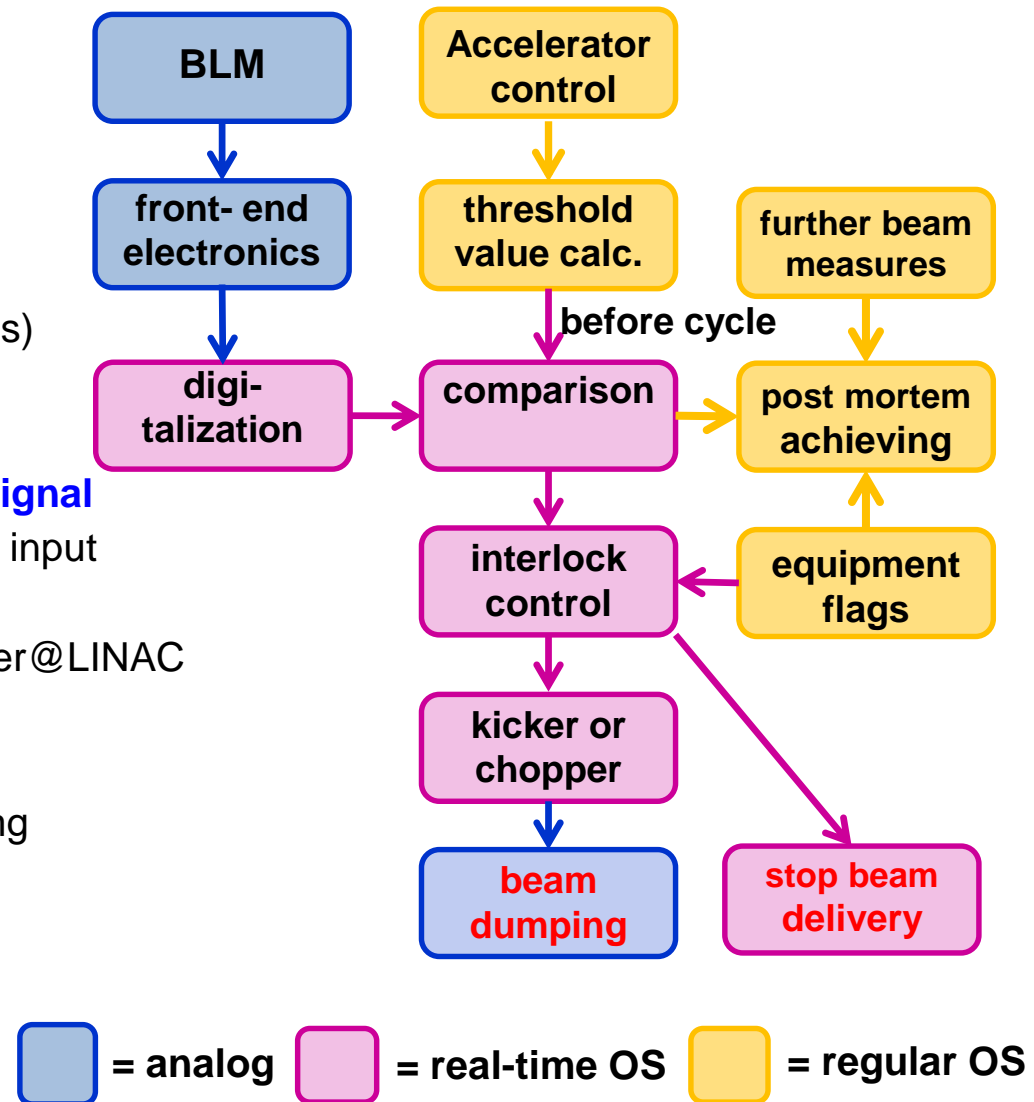 BLM
Accelerator
control
front- end
electronics
threshold
value calc.
further beam
measures
s)
before cycle
digi-
talization
comparison
post mortem
achieving
ignal
input
interlock
control
equipment
flags
er@LINAC
kicker or
chopper
ng
beam
dumping
stop beam
delivery
= analog
= real-time OS
= regular OS